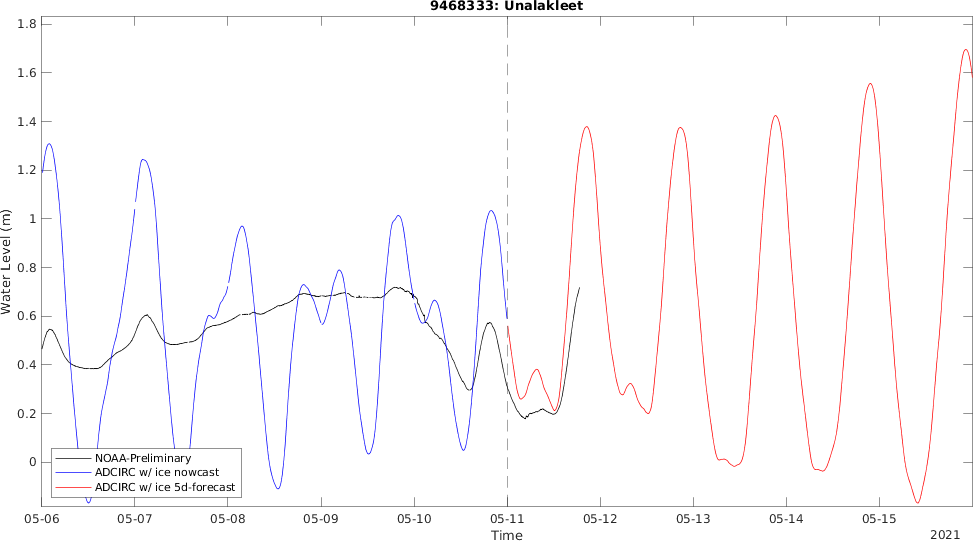 9468333: Unalakleet
1.8
1.6
1.4
1.2
1
0.8
0.6
0.4
0.2
0
Water Level (m)
NOAA-Preliminary
ADCIRC w/ ice nowcast
ADCIRC w/ ice 5d-forecast
05-06 05-07 05-08 05-09 05-10 05-11 05-12 05-13 05-14 05-15
Time
2021